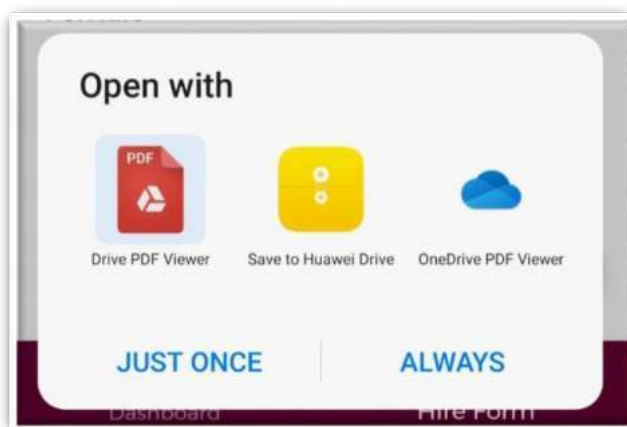 Open with
PDF
Drive PDF Viewer
Save to Huawei Drive
OneDrive PDF Viewer
JUST ONCE
ALWAYS
Dashboard
Hire Form